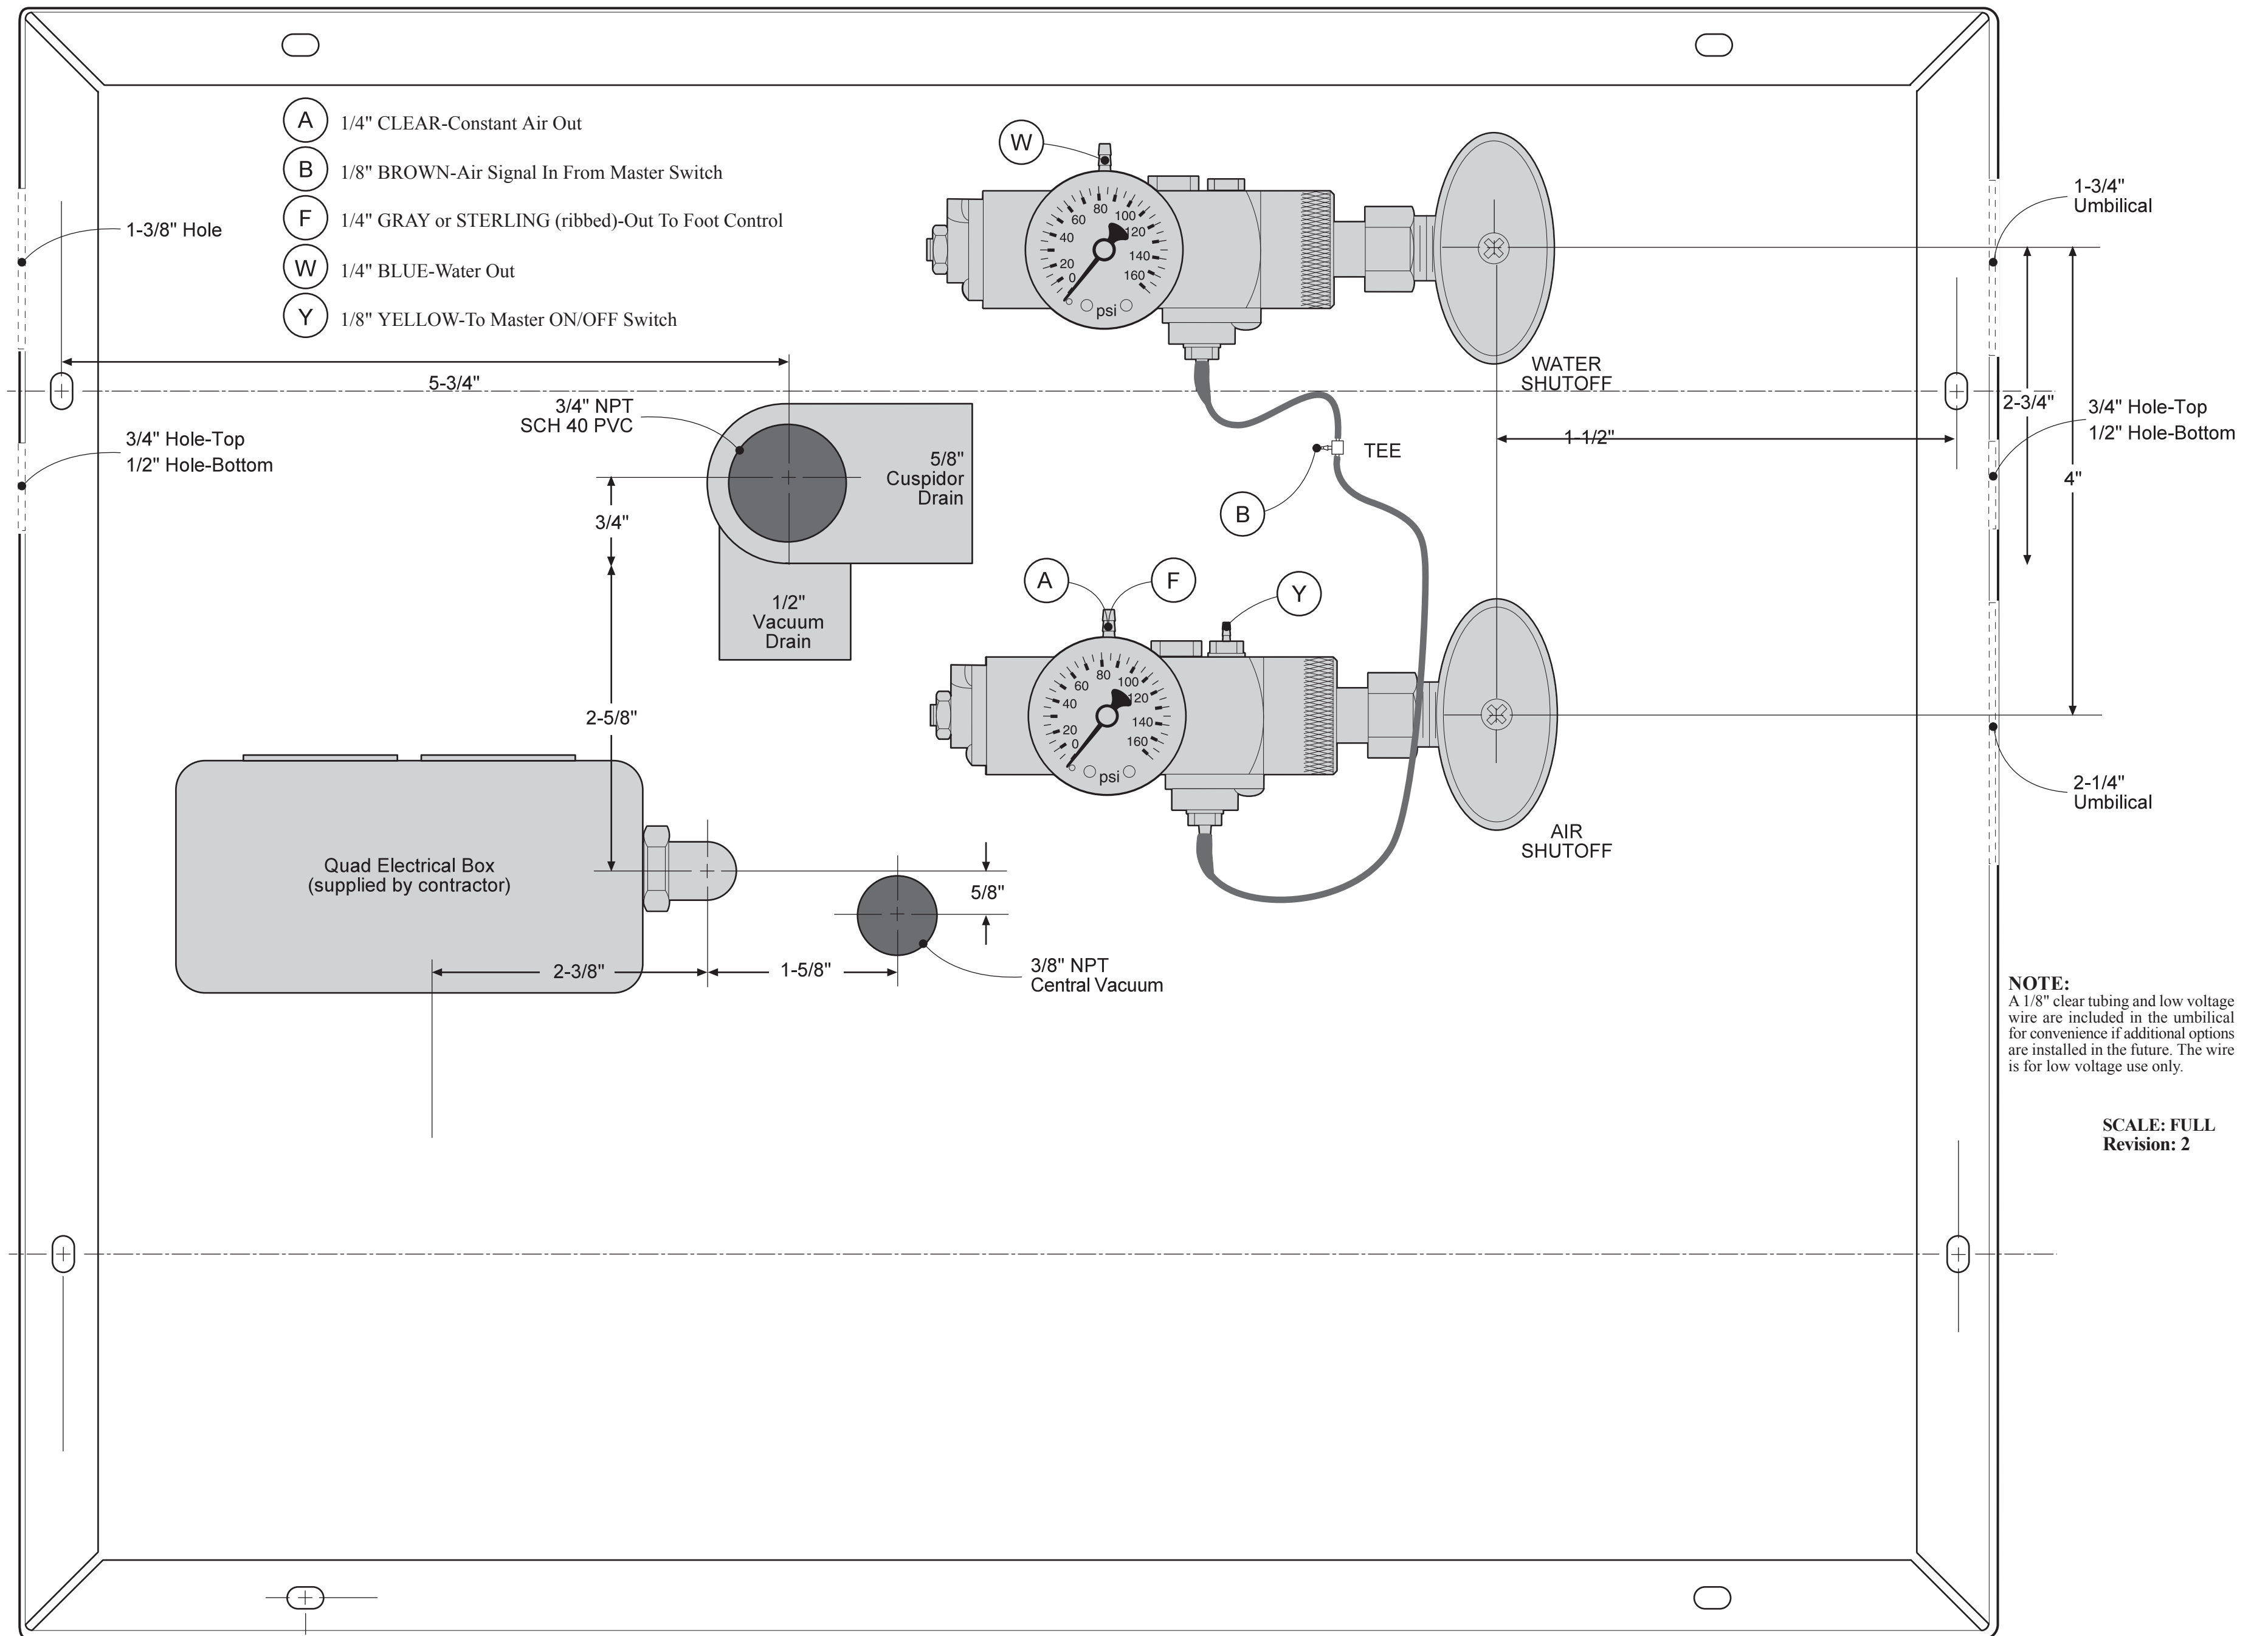 A 1/4" CLEAR-Constant Air Out
B 1/8" BROWN-Air Signal In From Master Switch
F 1/4" GRAY or STERLING (ribbed)-Out To Foot Control
W 1/4" BLUE-Water Out
Y 1/8" YELLOW-To Master ON/OFF Switch
1-3/8" Hole
3/4" Hole-Top
1/2" Hole-Bottom
5-3/4"
3/4" NPT
SCH 40 PVC
5/8"
Cuspidor
Drain
3/4"
1/2"
Vacuum
Drain
2-5/8"
Quad Electrical Box
(supplied by contractor)
2-3/8"
1-5/8"
5/8"
3/8" NPT
Central Vacuum
W
0
20
40
60
80
100
120
140
160
psi
WATER
SHUTOFF
TEE
B
A
F
Y
0
20
40
60
80
100
120
140
160
psi
AIR
SHUTOFF
1-1/2"
1-3/4"
Umbilical
2-3/4"
4"
3/4" Hole-Top
1/2" Hole-Bottom
2-1/4"
Umbilical
NOTE:
A 1/8" clear tubing and low voltage
wire are included in the umbilical
for convenience if additional options
are installed in the future. The wire
is for low voltage use only.
SCALE: FULL
Revision: 2